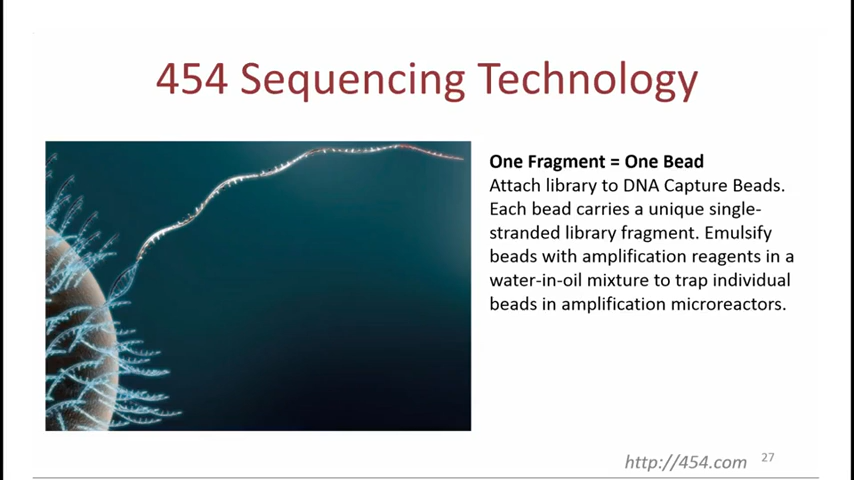 454 Sequencing Technology
One Fragment = One Bead
Attach library to DNA Capture Beads.
Each bead carries a unique single-
stranded library fragment. Emulsify
beads with amplification reagents in a
water-in-oil mixture to trap individual
beads in amplification microreactors.
http://454.com 27